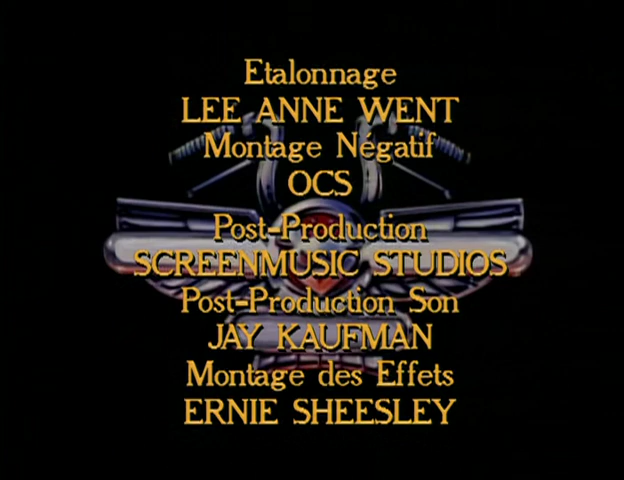 Etalonnage
LEE ANNE WENT
Montage Négatif
OCS
Post-Production
SCREENMUSIC STUDIOS
Post-Production Son
JAY KAUFMAN
Montage des Effets
ERNIE SHEESLEY